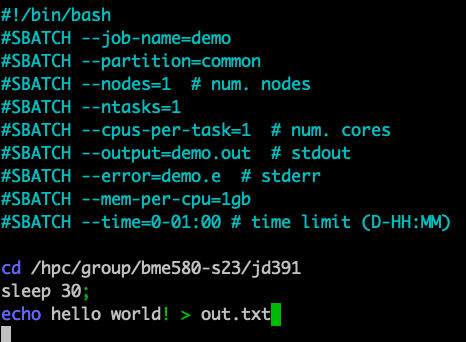 #!/bin/bash
#SBATCH --job-name=demo
#SBATCH --partition=common
#SBATCH --nodes=1  # num. nodes
#SBATCH --ntasks=1
#SBATCH --cpus-per-task=1  # num. cores
#SBATCH --output=demo.out  # stdout
#SBATCH --error=demo.e  # stderr
#SBATCH --mem-per-cpu=1gb
#SBATCH --time=0-01:00 # time limit (D-HH:MM)
cd /hpc/group/bme580-s23/jd391
sleep 30;
echo hello world! > out.txt